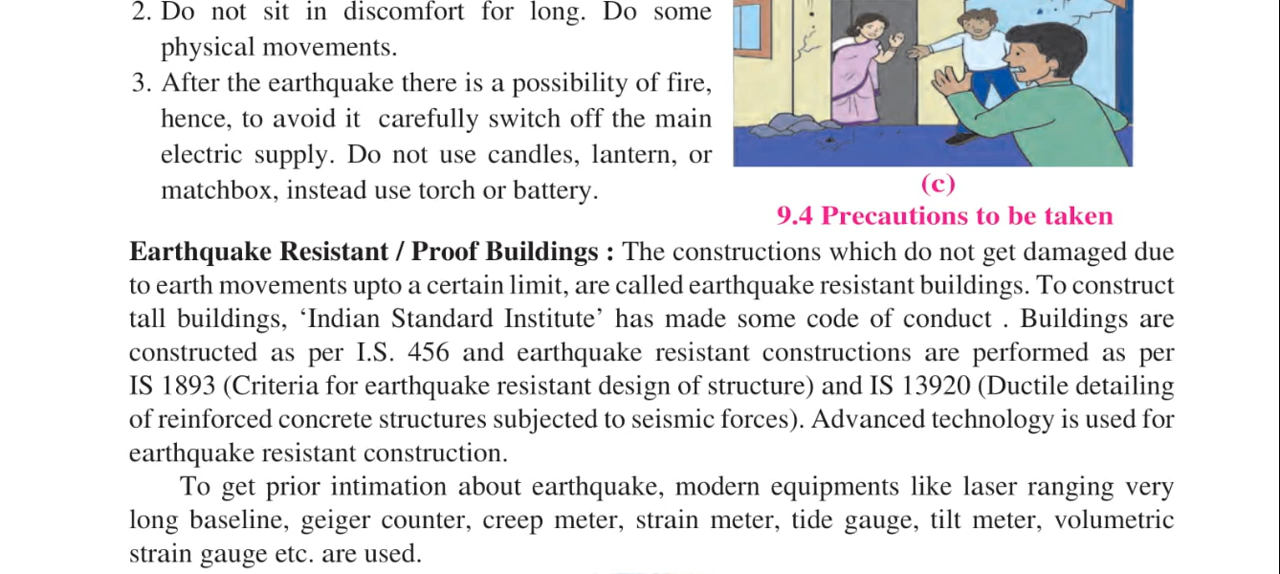 2. Do not sit in discomfort for long. Do some
physical movements.
3. After the earthquake there is a possibility of fire,
hence, to avoid it carefully switch off the main
electric supply. Do not use candles, lantern, or
matchbox, instead use torch or battery.
(c)
9.4 Precautions to be taken
Earthquake Resistant / Proof Buildings : The constructions which do not get damaged due
to earth movements upto a certain limit, are called earthquake resistant buildings. To construct
tall buildings, ‘Indian Standard Institute’ has made some code of conduct . Buildings are
constructed as per I.S. 456 and earthquake resistant constructions are performed as per
IS 1893 (Criteria for earthquake resistant design of structure) and IS 13920 (Ductile detailing
of reinforced concrete structures subjected to seismic forces). Advanced technology is used for
earthquake resistant construction.
To get prior intimation about earthquake, modern equipments like laser ranging very
long baseline, geiger counter, creep meter, strain meter, tide gauge, tilt meter, volumetric
strain gauge etc. are used.